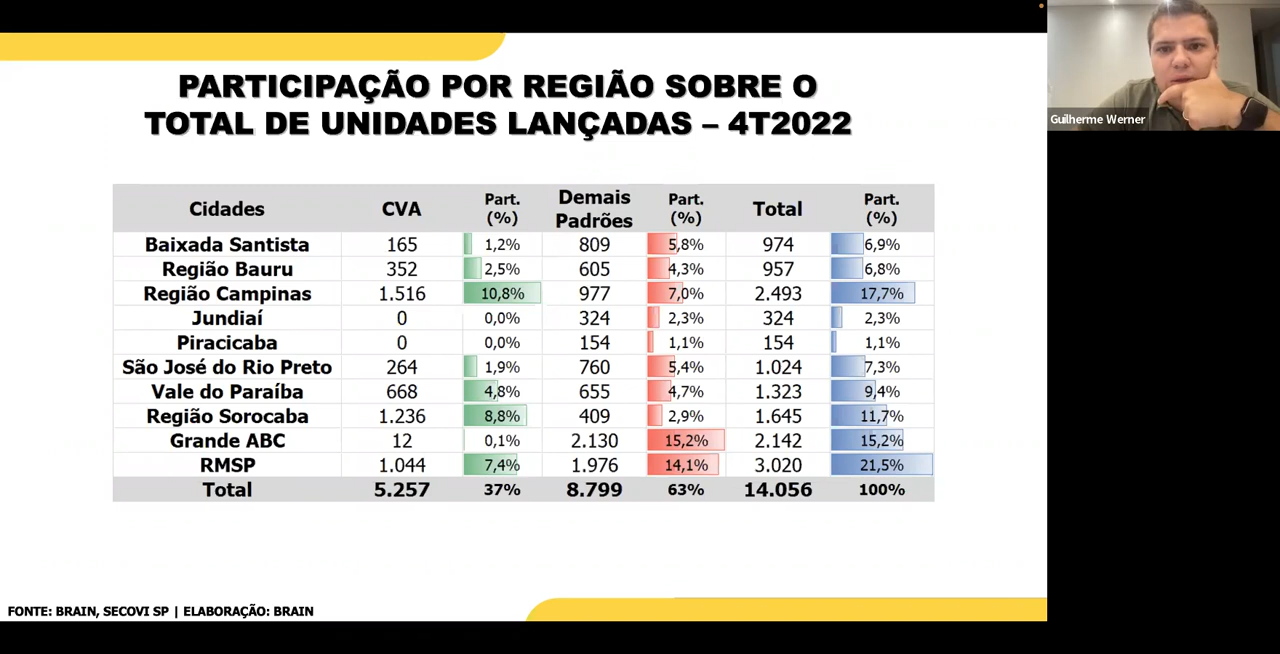 PARTICIPAÇÃO POR REGIÃO SOBRE O
TOTAL DE UNIDADES LANÇADAS – 4T2022
Guilherme Werner
Cidades CVA Part. (%) Demais Padrões Part. (%) Total Part. (%)
Baixada Santista 165 1,2% 809 5,8% 974 6,9%
Região Bauru 352 2,5% 605 4,3% 957 6,8%
Região Campinas 1.516 10,8% 977 7,0% 2.493 17,7%
Jundiaí 0 0,0% 324 2,3% 324 2,3%
Piracicaba 0 0,0% 154 1,1% 154 1,1%
São José do Rio Preto 264 1,9% 760 5,4% 1.024 7,3%
Vale do Paraíba 668 4,8% 655 4,7% 1.323 9,4%
Região Sorocaba 1.236 8,8% 409 2,9% 1.645 11,7%
Grande ABC 12 0,1% 2.130 15,2% 2.142 15,2%
RMSP 1.044 7,4% 1.976 14,1% 3.020 21,5%
Total 5.257 37% 8.799 63% 14.056 100%
FONTE: BRAIN, SECOVI SP | ELABORAÇÃO: BRAIN